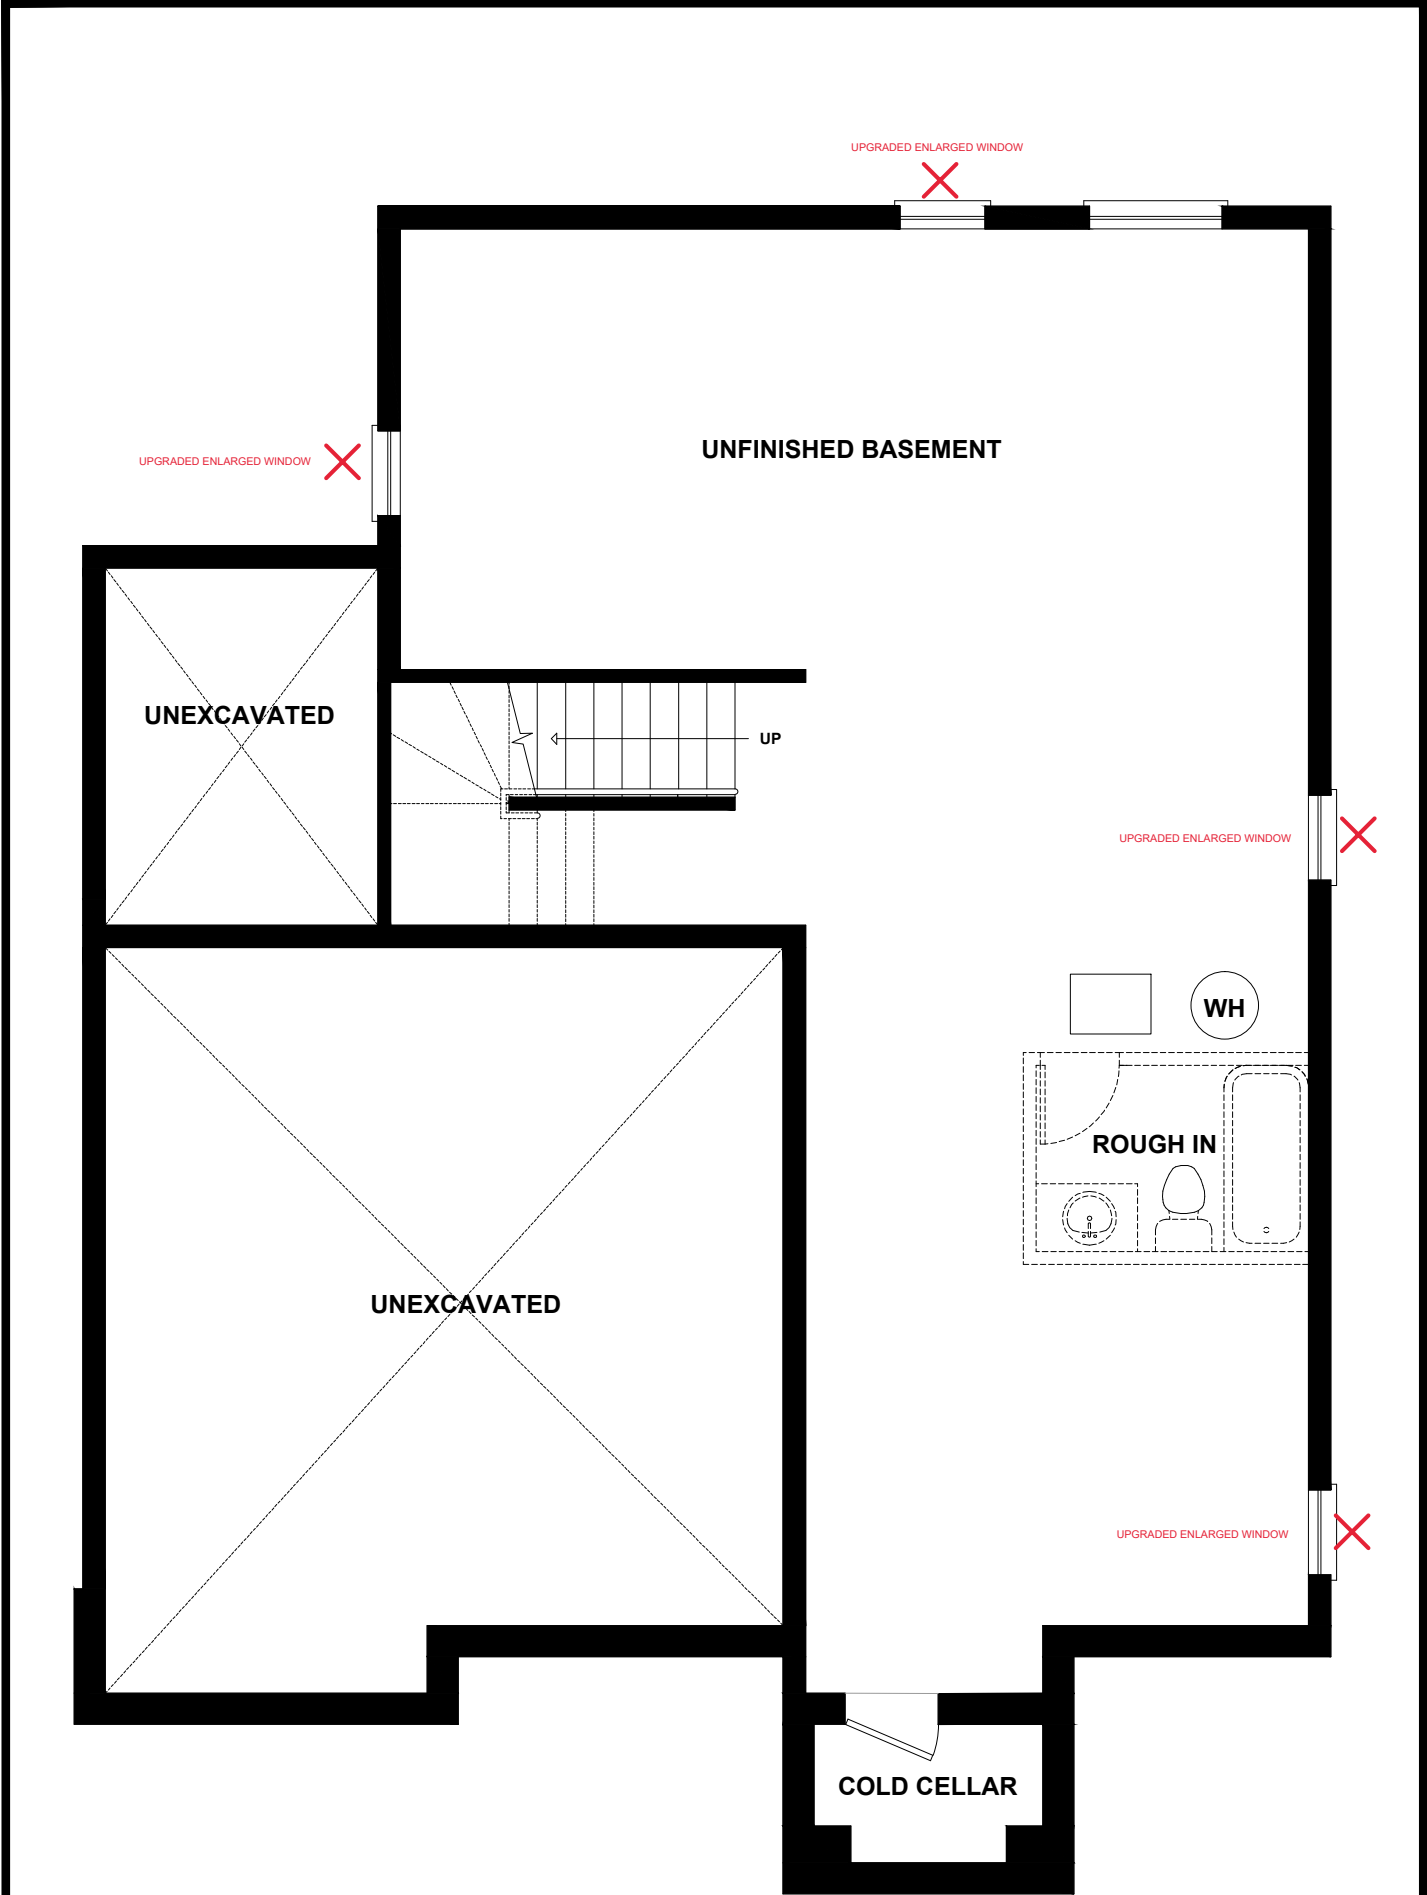 UPGRADED ENLARGED WINDOW
UNFINISHED BASEMENT
UPGRADED ENLARGED WINDOW
UNEXCAVATED
UP
UPGRADED ENLARGED WINDOW
WH
ROUGH IN
UNEXCAVATED
UPGRADED ENLARGED WINDOW
COLD CELLAR